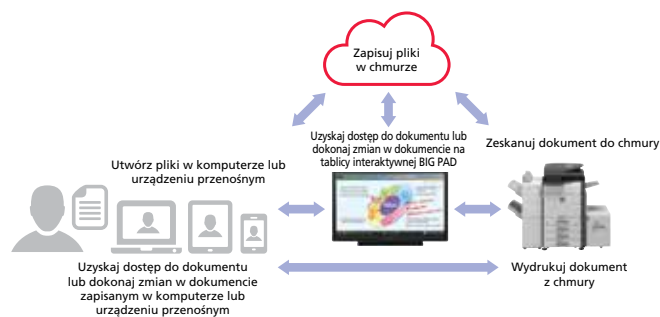 Zapisuj pliki
w chmurze
Uzyskaj dostęp do dokumentu lub
dokonaj zmian w dokumencie na
tablicy interaktywnej BIG PAD
Zeskanuj dokument do chmury
Utwórz pliki w komputerze lub
urządzeniu przenośnym
Uzyskaj dostęp do dokumentu
lub dokonaj zmian w dokumencie
zapisanym w komputerze lub
urządzeniu przenośnym
Wydrukuj dokument
z chmury